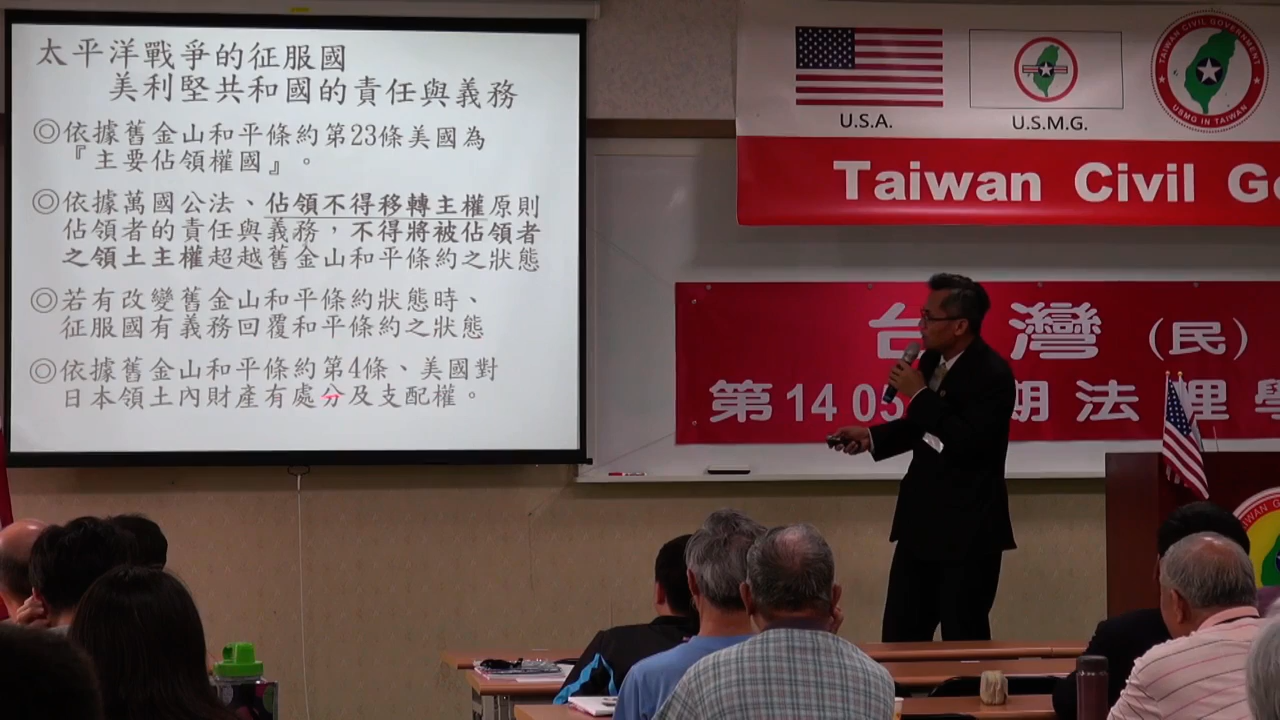 太平洋戰爭的征服國
美利堅共和國的責任與義務
◎依據舊金山和平條約第23條美國為
『主要佔領權國』。
◎依據萬國公法、佔領不得移轉主權原則
佔領者的責任與義務，不得將被佔領者
之領土主權超越舊金山和平條約之狀態
◎若有改變舊金山和平條約狀態時、
征服國有義務回覆和平條約之狀態
◎依據舊金山和平條約第4條、美國對
日本領土內財產有處分及支配權。
U.S.A.
U.S.M.G.
TAIWAN CIVIL GOVERNMENT
USMG IN TAIWAN
Taiwan Civil Go
台灣（民）
第14 05 期法理學